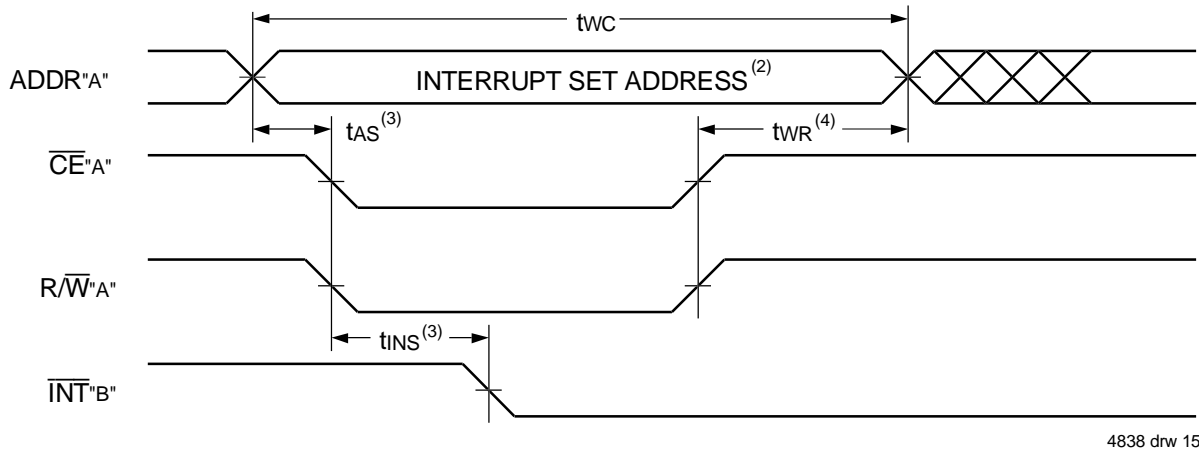 tWC
ADDR"A"
INTERRUPT SET ADDRESS(2)
tAS(3)
tWR(4)
CE"A"
R/W"A"
tINS(3)
INT"B"
4838 drw 15